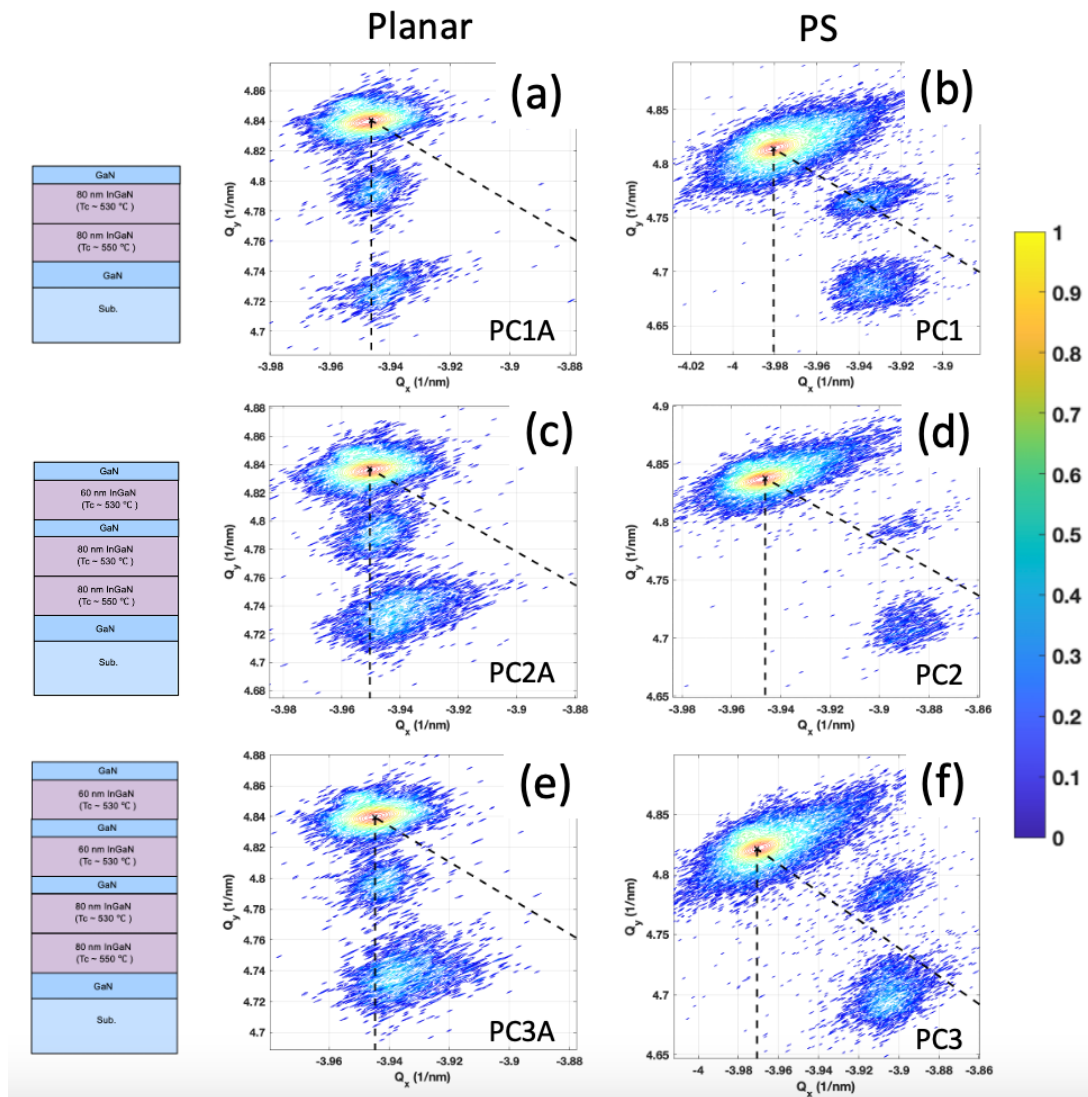 Planar
PS
(a)
4.86
4.84
4.82
4.8
4.78
4.76
4.74
4.72
4.7
Q_y (1/nm)
PC1A
-3.98
-3.96
-3.94
-3.92
-3.9
-3.88
Q_x (1/nm)
(b)
4.85
4.8
4.75
4.7
4.65
Q_y (1/nm)
PC1
-4.02
-4
-3.98
-3.96
-3.94
-3.92
-3.9
Q_x (1/nm)
GaN
80 nm InGaN
(Tc ~ 530 ℃ )
80 nm InGaN
(Tc ~ 550 ℃ )
GaN
Sub.
1
0.9
0.8
0.7
0.6
0.5
0.4
0.3
0.2
0.1
0
(c)
4.88
4.86
4.84
4.82
4.8
4.78
4.76
4.74
4.72
4.7
4.68
Q_y (1/nm)
PC2A
-3.98
-3.96
-3.94
-3.92
-3.9
-3.88
Q_x (1/nm)
(d)
4.9
4.85
4.8
4.75
4.7
4.65
Q_y (1/nm)
PC2
-3.98
-3.96
-3.94
-3.92
-3.9
-3.88
-3.86
Q_x (1/nm)
GaN
60 nm InGaN
(Tc ~ 530 ℃ )
GaN
80 nm InGaN
(Tc ~ 530 ℃ )
80 nm InGaN
(Tc ~ 550 ℃ )
GaN
Sub.
(e)
4.88
4.86
4.84
4.82
4.8
4.78
4.76
4.74
4.72
4.7
Q_y (1/nm)
PC3A
-3.96
-3.94
-3.92
-3.9
-3.88
Q_x (1/nm)
(f)
4.85
4.8
4.75
4.7
4.65
Q_y (1/nm)
PC3
-4
-3.98
-3.96
-3.94
-3.92
-3.9
-3.88
-3.86
Q_x (1/nm)
GaN
60 nm InGaN
(Tc ~ 530 ℃ )
GaN
60 nm InGaN
(Tc ~ 530 ℃ )
GaN
80 nm InGaN
(Tc ~ 530 ℃ )
80 nm InGaN
(Tc ~ 550 ℃ )
GaN
Sub.